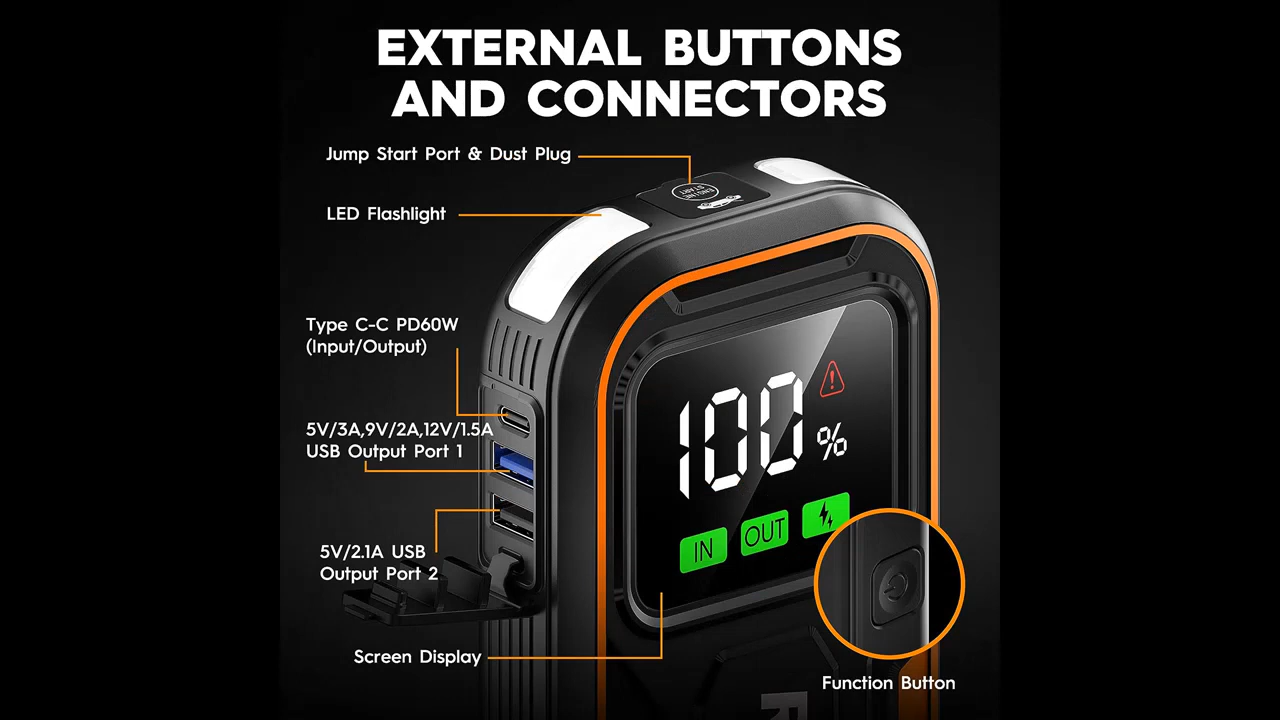 EXTERNAL BUTTONS
AND CONNECTORS
Jump Start Port & Dust Plug
ENGINE
START
LED Flashlight
Type C-C PD60W
(Input/Output)
100%
5V/3A,9V/2A,12V/1.5A
USB Output Port 1
IN OUT
5V/2.1A USB
Output Port 2
Screen Display
Function Button